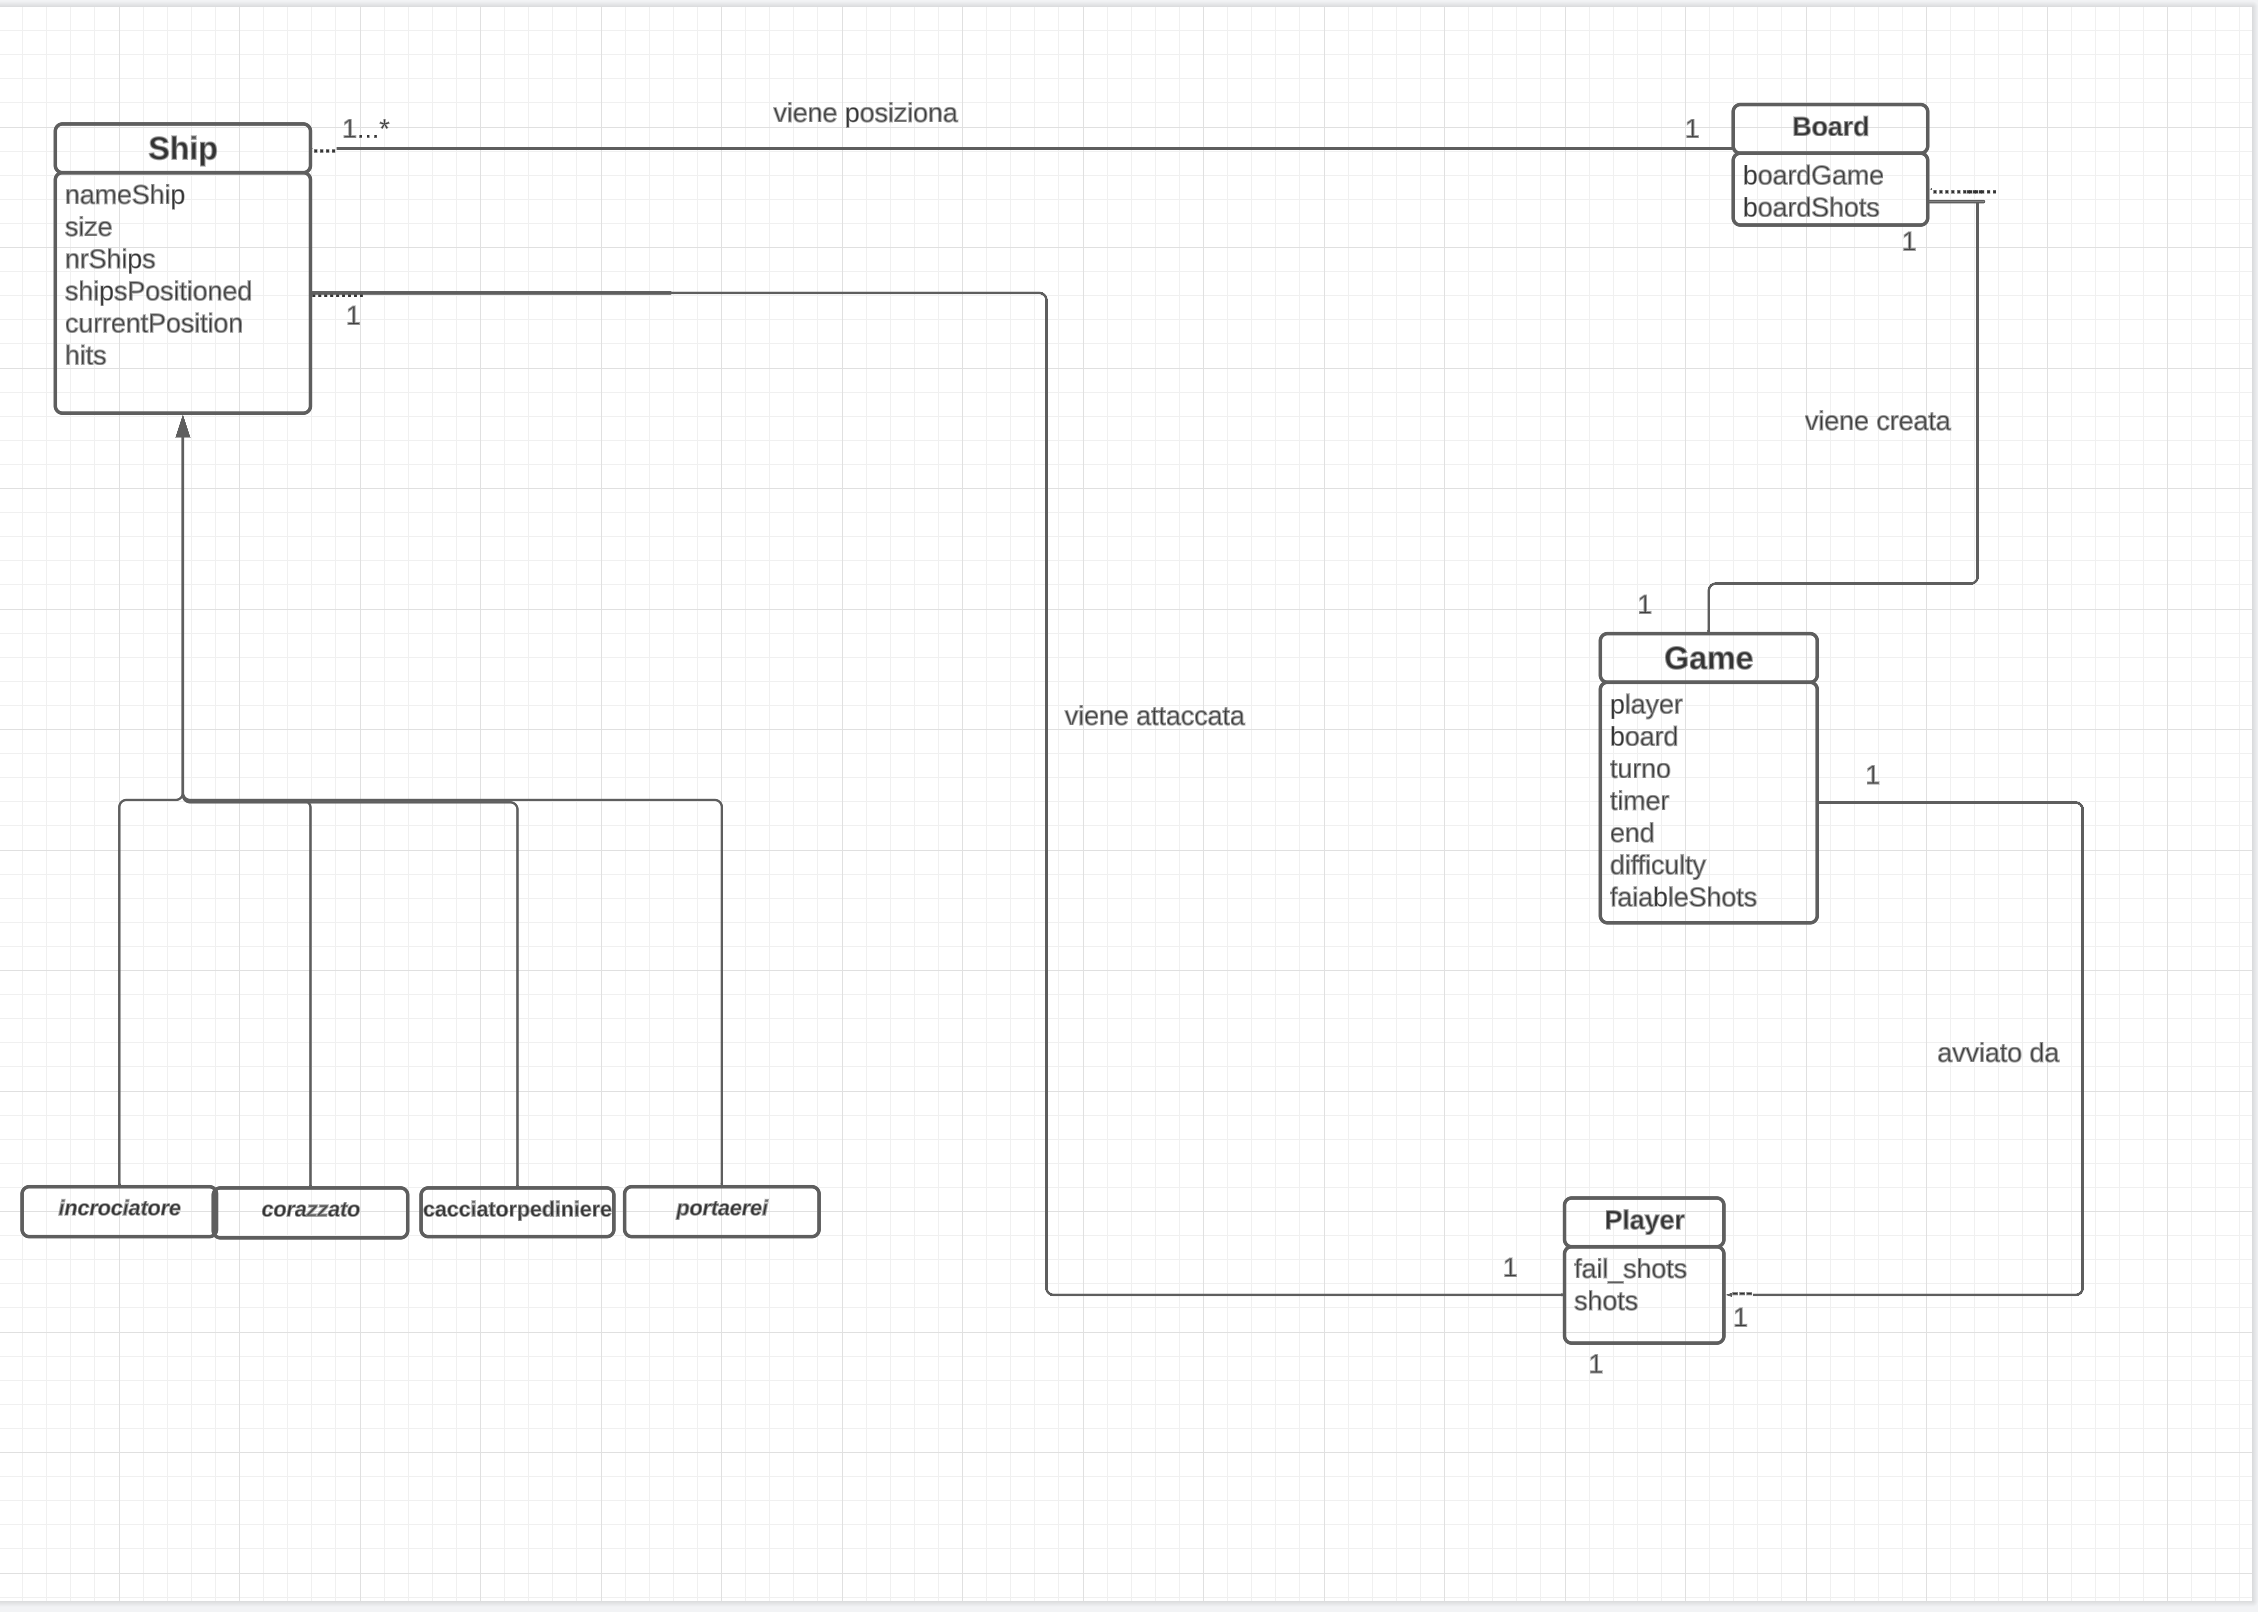 viene posiziona
1...*
1
Ship
nameShip
size
nrShips
shipsPositioned
currentPosition
hits
1
Board
boardGame
boardShots
1
viene creata
1
Game
player
board
turno
timer
end
difficulty
faiableShots
1
viene attaccata
avviato da
incrociatore
corazzato
cacciatorpediniere
portaerei
1
Player
fail_shots
shots
1
1